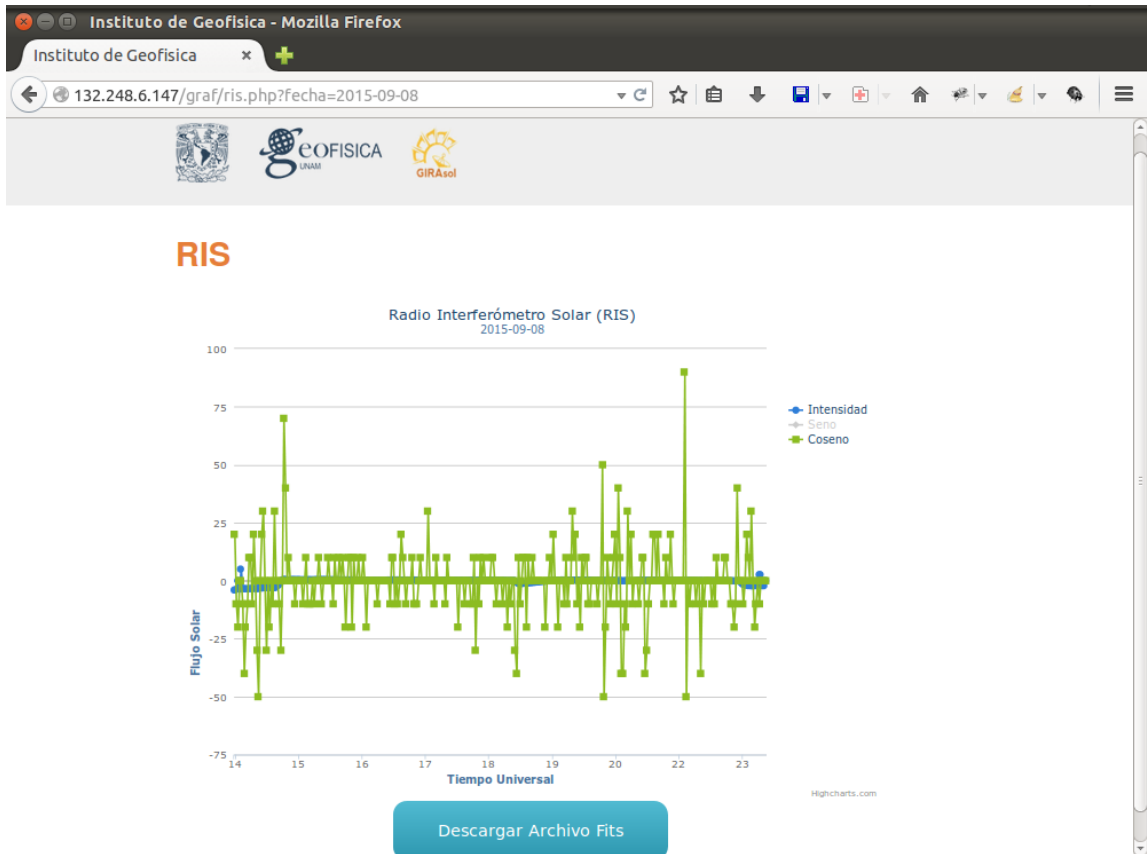 Instituto de Geofisica - Mozilla Firefox
Instituto de Geofisica
132.248.6.147/graf/ris.php?fecha=2015-09-08
GEOFISICA
UNAM
GIRAsol
RIS
Radio Interferómetro Solar (RIS)
2015-09-08
100
75
50
25
0
-25
-50
-75
Flujo Solar
Intensidad
Seno
Coseno
14 15 16 17 18 19 20 22 23
Tiempo Universal
Highcharts.com
Descargar Archivo Fits